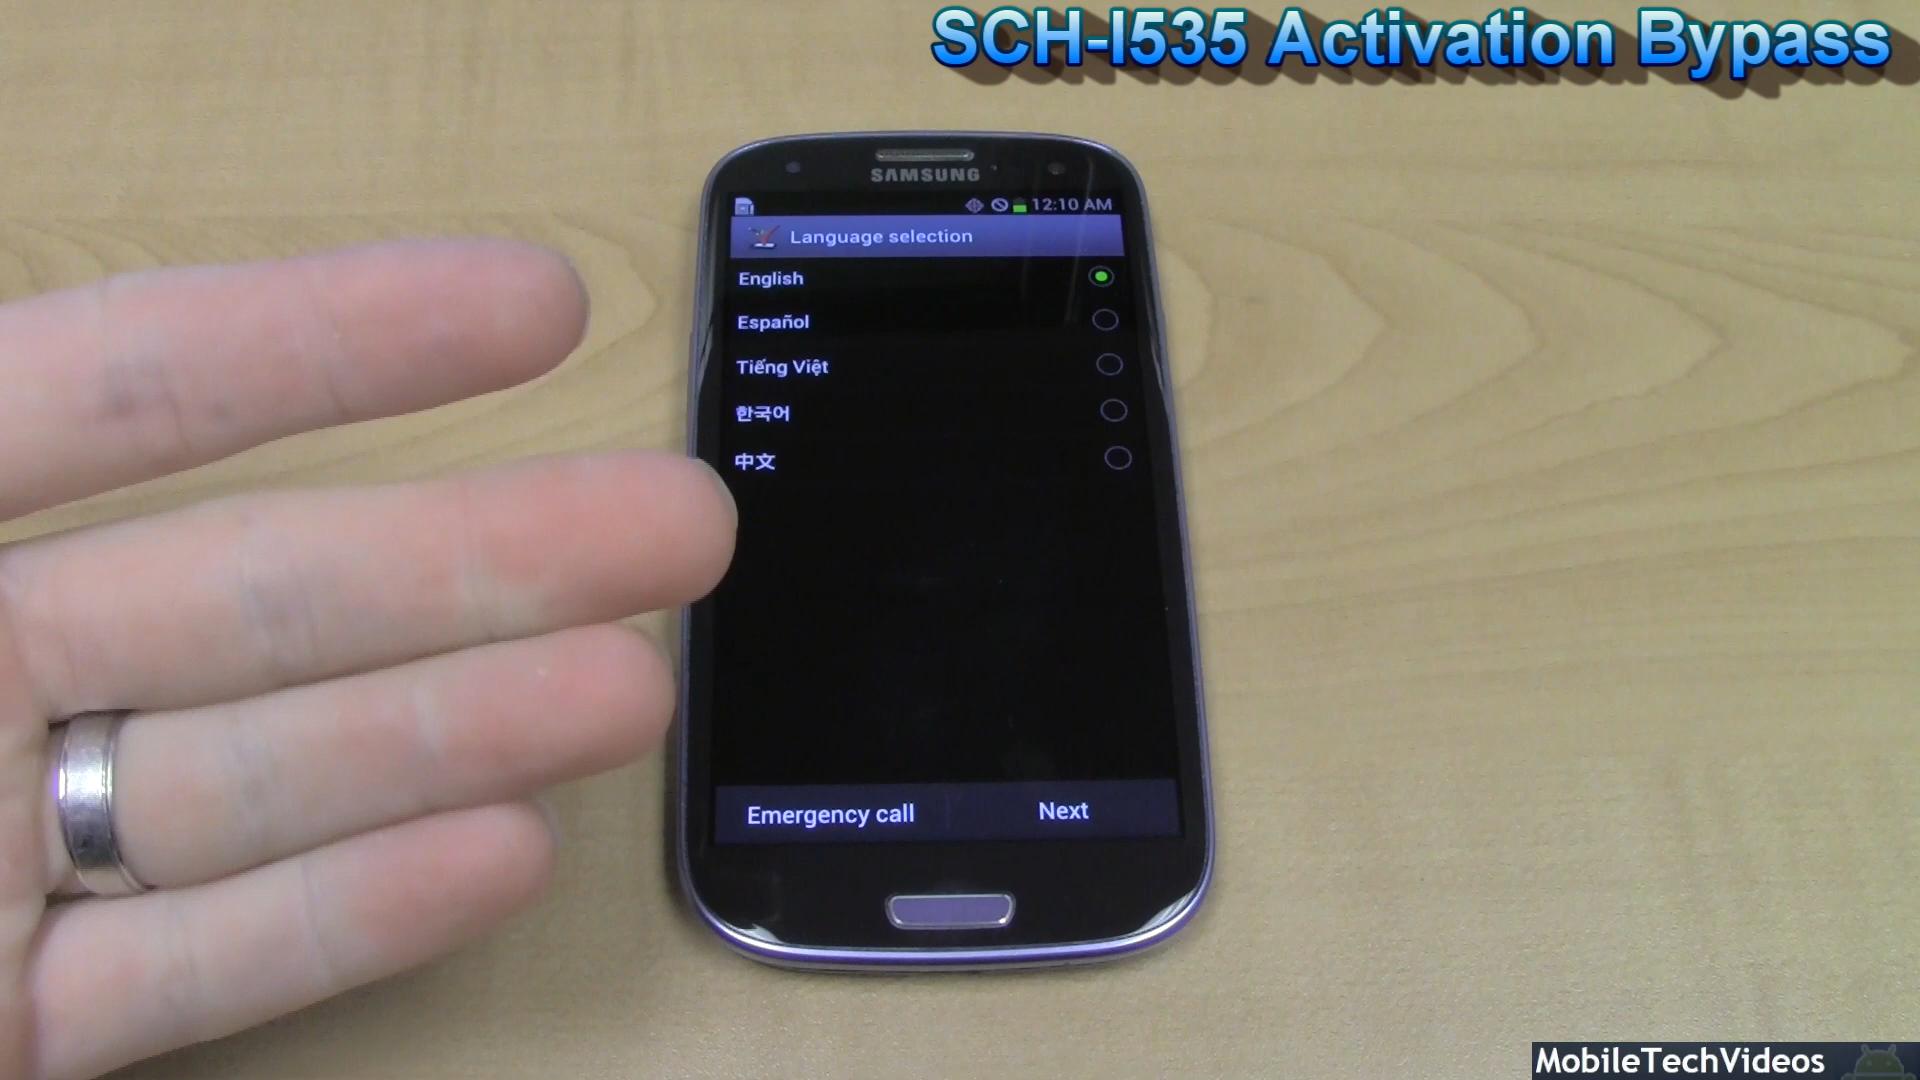 SCH-I535 Activation Bypass
SAMSUNG
12:10 AM
Language selection
English
Español
Tiếng Việt
한국어
中文
Emergency call
Next
MobileTechVideos